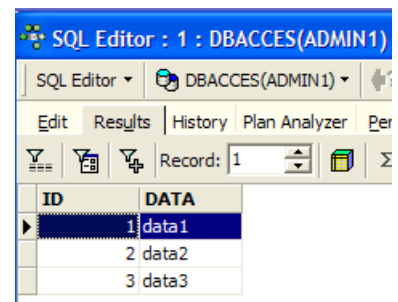 SQL Editor : 1 : DBACCES(ADMIN1)
SQL Editor DBACCES(ADMIN1)
Edit Results History Plan Analyzer
Record: 1 Σ
ID DATA
1 data1
2 data2
3 data3